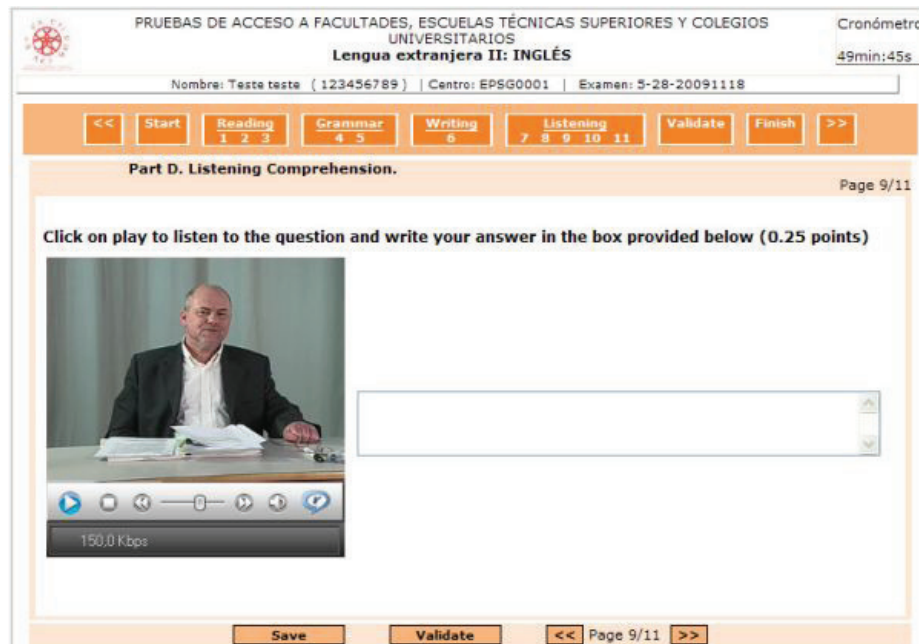 PRUEBAS DE ACCESO A FACULTADES, ESCUELAS TÉCNICAS SUPERIORES Y COLEGIOS
UNIVERSITARIOS
Lengua extranjera II: INGLÉS
Cronómetro
49min:45s
Nombre: Teste teste ( 123456789 ) | Centro: EPSG0001 | Examen: 5-28-20091118
<< Start Reading Grammar Writing Listening Validate Finish >>
1 2 3 4 5 6 7 8 9 10 11
Part D. Listening Comprehension.
Page 9/11
Click on play to listen to the question and write your answer in the box provided below (0.25 points)
150,0 Kbps
Save Validate << Page 9/11 >>